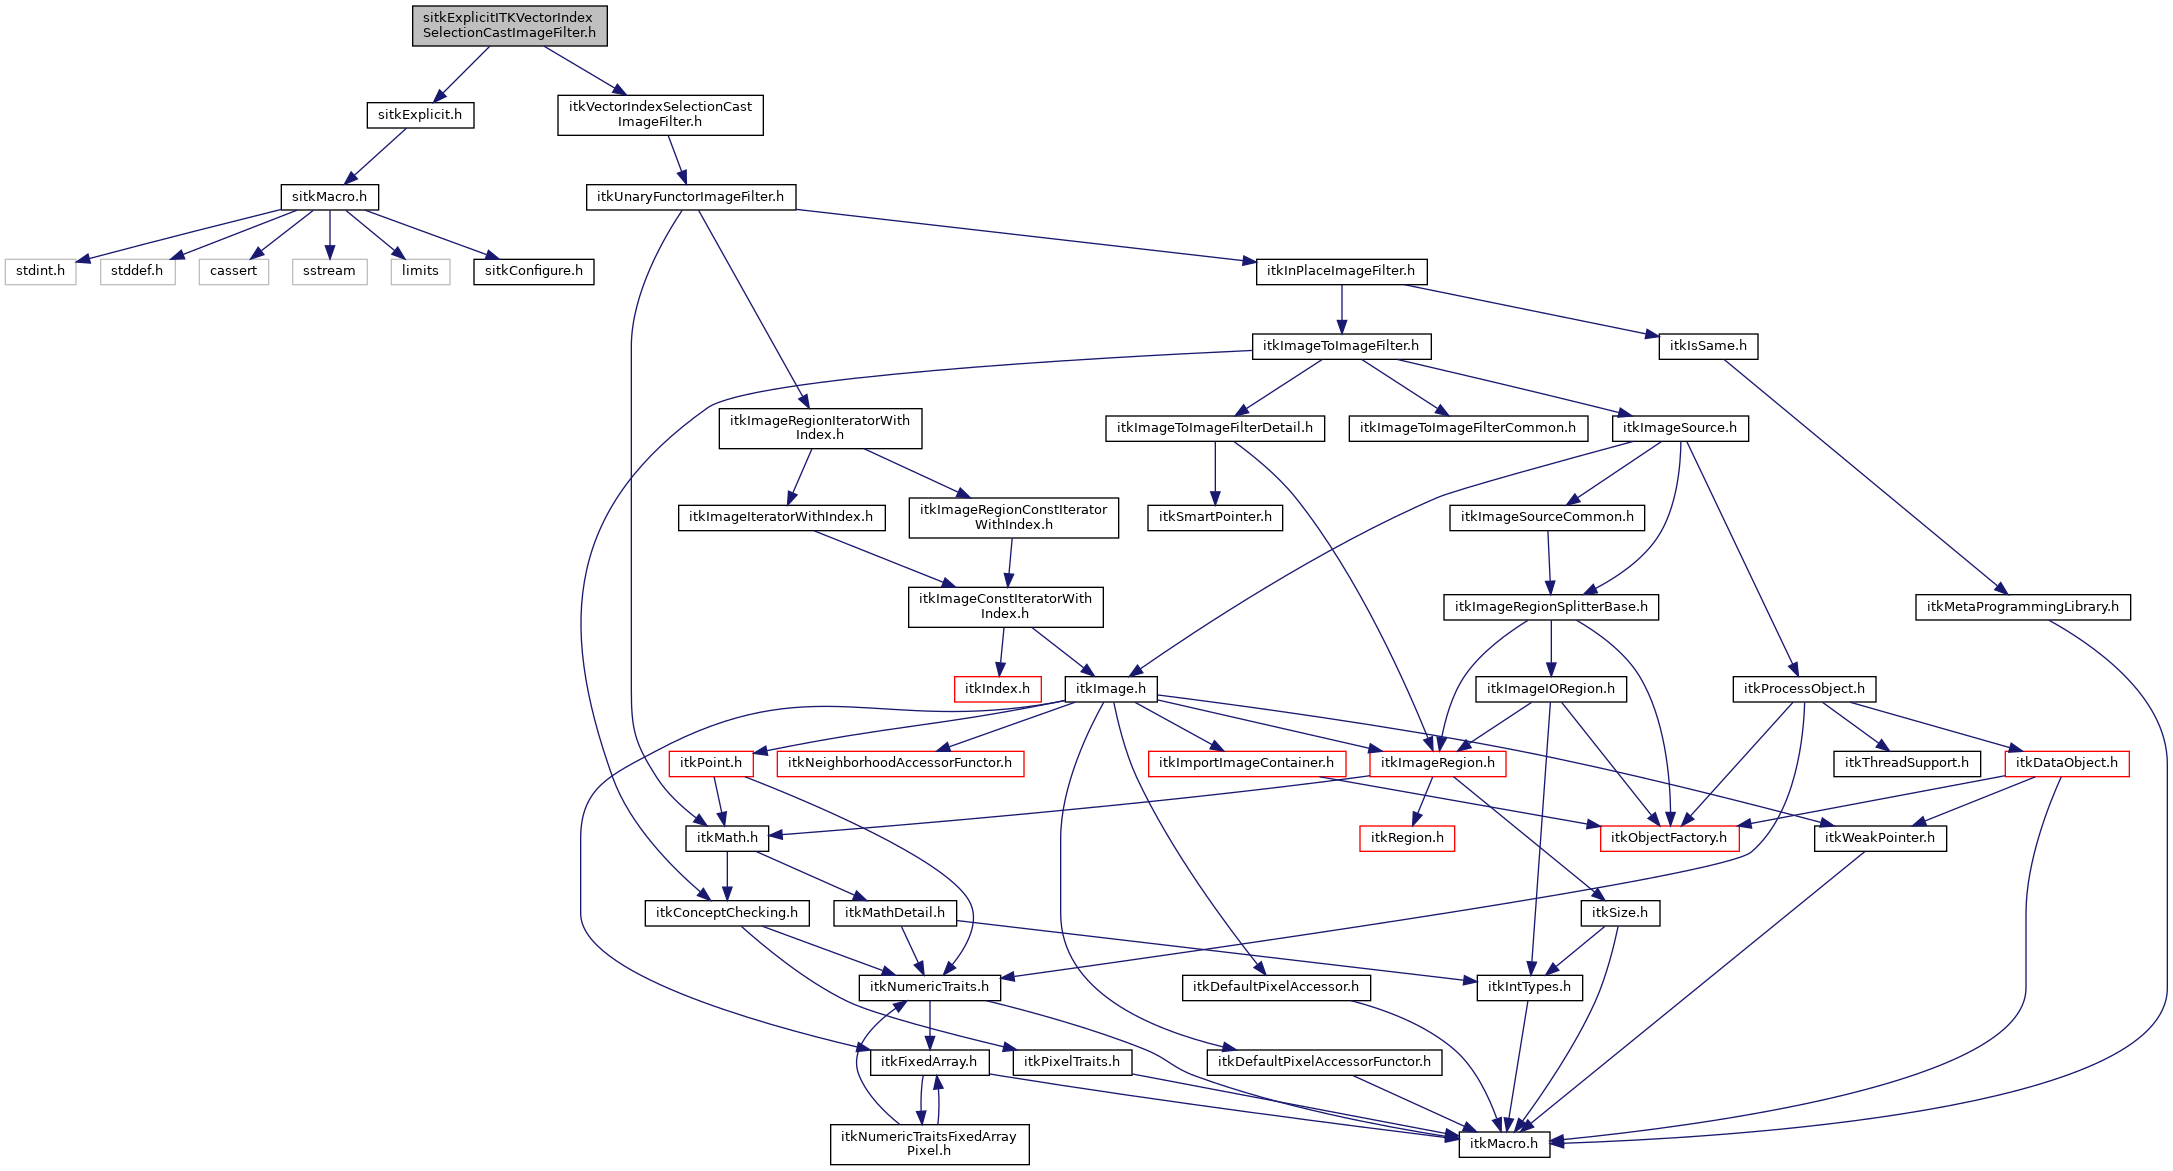 sitkExplicitITKVectorIndex
SelectionCastImageFilter.h
sitkExplicit.h
itkVectorIndexSelectionCast
ImageFilter.h
sitkMacro.h
itkUnaryFunctorImageFilter.h
stdint.h
stddef.h
cassert
sstream
limits
sitkConfigure.h
itkInPlaceImageFilter.h
itkImageToImageFilter.h
itkIsSame.h
itkImageRegionIteratorWith
Index.h
itkImageToImageFilterDetail.h
itkImageToImageFilterCommon.h
itkImageSource.h
itkImageIteratorWithIndex.h
itkImageRegionConstIterator
WithIndex.h
itkSmartPointer.h
itkImageSourceCommon.h
itkImageConstIteratorWith
Index.h
itkImageRegionSplitterBase.h
itkMetaProgrammingLibrary.h
itkIndex.h
itkImage.h
itkImageIORegion.h
itkProcessObject.h
itkPoint.h
itkNeighborhoodAccessorFunctor.h
itkImportImageContainer.h
itkImageRegion.h
itkThreadSupport.h
itkDataObject.h
itkMath.h
itkRegion.h
itkObjectFactory.h
itkWeakPointer.h
itkConceptChecking.h
itkMathDetail.h
itkSize.h
itkNumericTraits.h
itkDefaultPixelAccessor.h
itkIntTypes.h
itkFixedArray.h
itkPixelTraits.h
itkDefaultPixelAccessorFunctor.h
itkNumericTraitsFixedArray
Pixel.h
itkMacro.h